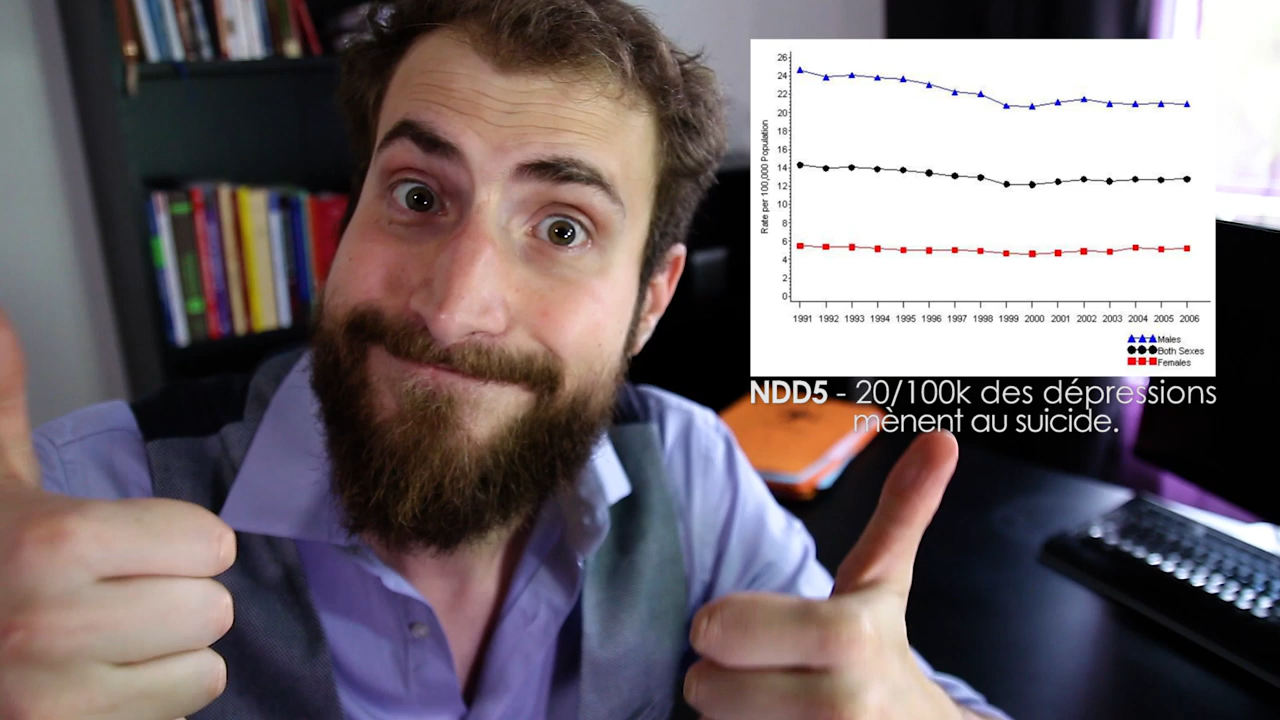 26
24
22
20
18
16
14
12
10
8
6
4
2
0
Rate per 100,000 Population
1991 1992 1993 1994 1995 1996 1997 1998 1999 2000 2001 2002 2003 2004 2005 2006
Males
Both Sexes
Females
NDD5 - 20/100k des dépressions
mènent au suicide.